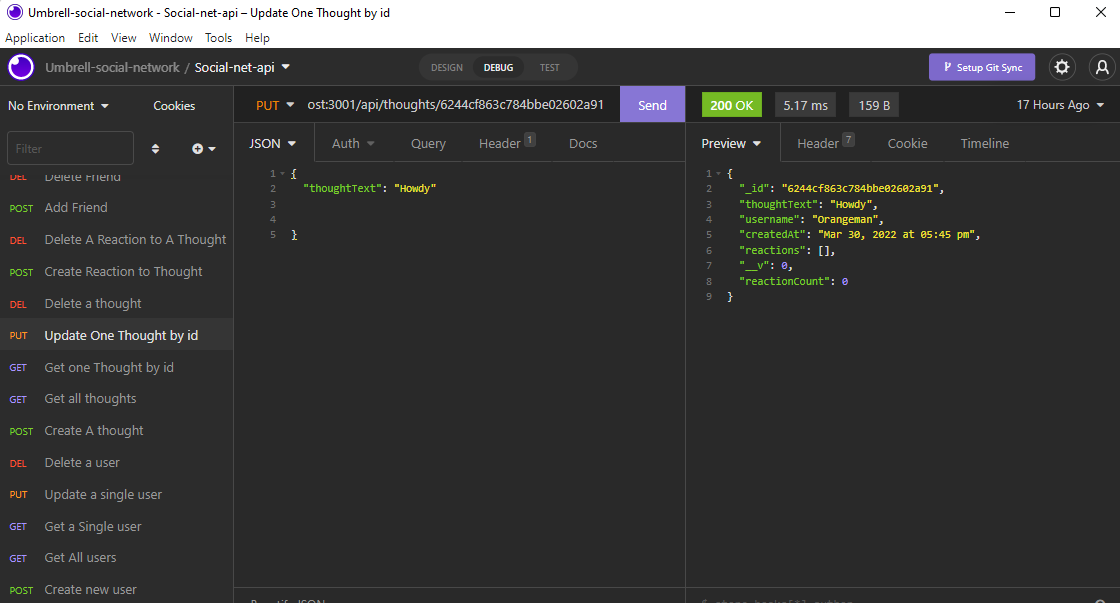 Umbrell-social-network - Social-net-api – Update One Thought by id
Application Edit View Window Tools Help
Umbrell-social-network / Social-net-api
DESIGN DEBUG TEST
Setup Git Sync
No Environment Cookies
Filter
DEL Delete Friend
POST Add Friend
DEL Delete A Reaction to A Thought
POST Create Reaction to Thought
DEL Delete a thought
PUT Update One Thought by id
GET Get one Thought by id
GET Get all thoughts
POST Create A thought
DEL Delete a user
PUT Update a single user
GET Get a Single user
GET Get All users
POST Create new user
PUT ost:3001/api/thoughts/6244cf863c784bbe02602a91 Send
JSON Auth Query Header 1 Docs
1 {
2 "thoughtText": "Howdy"
3
4
5 }
200 OK 5.17 ms 159 B 17 Hours Ago
Preview Header 7 Cookie Timeline
1 {
2 "_id": "6244cf863c784bbe02602a91",
3 "thoughtText": "Howdy",
4 "username": "Orangeman",
5 "createdAt": "Mar 30, 2022 at 05:45 pm",
6 "reactions": [],
7 "__v": 0,
8 "reactionCount": 0
9 }